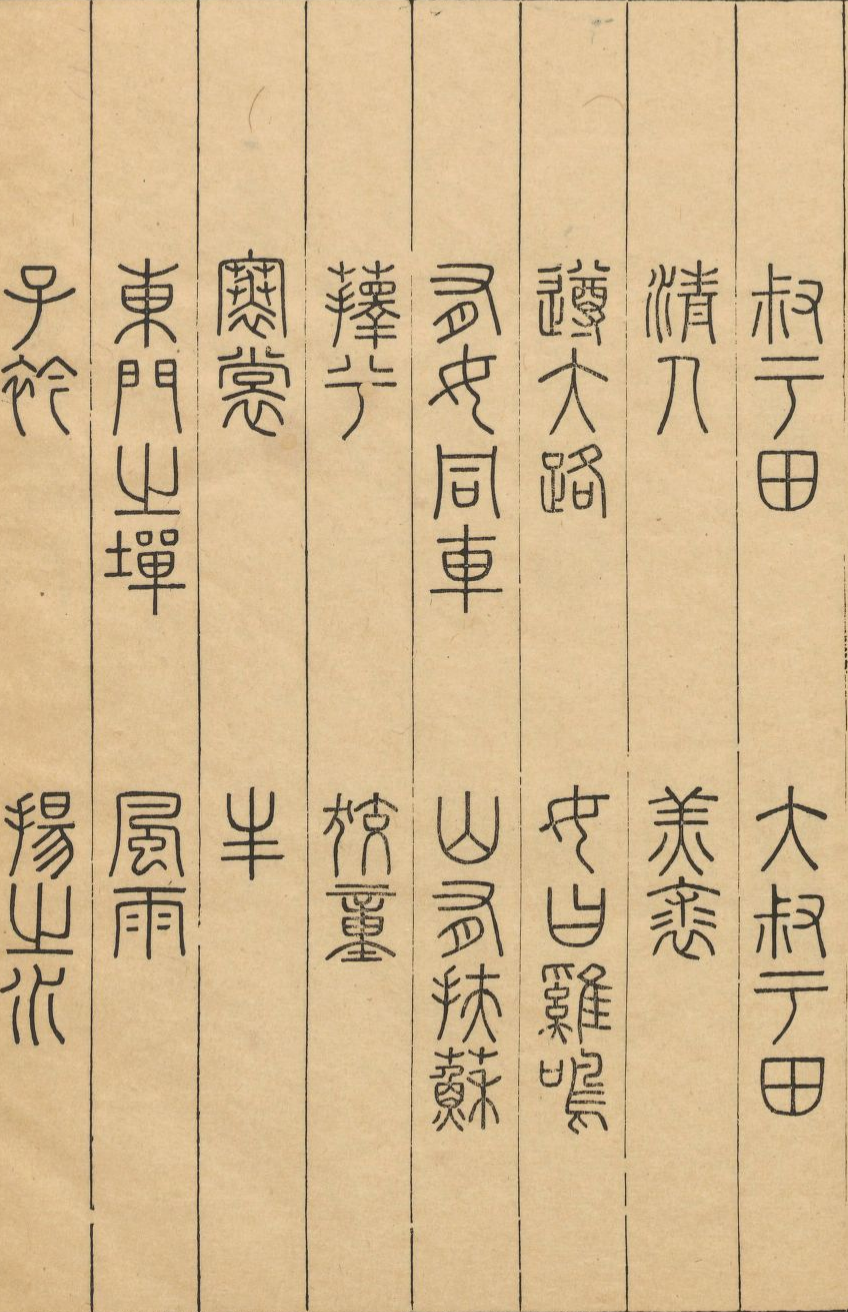 叔于田　大叔于田
清人　羔裘
遵大路　女曰雞鳴
有女同車　山有扶蘇
蘀兮　狡童
褰裳　丰
東門之墠　風雨
子衿　揚之水